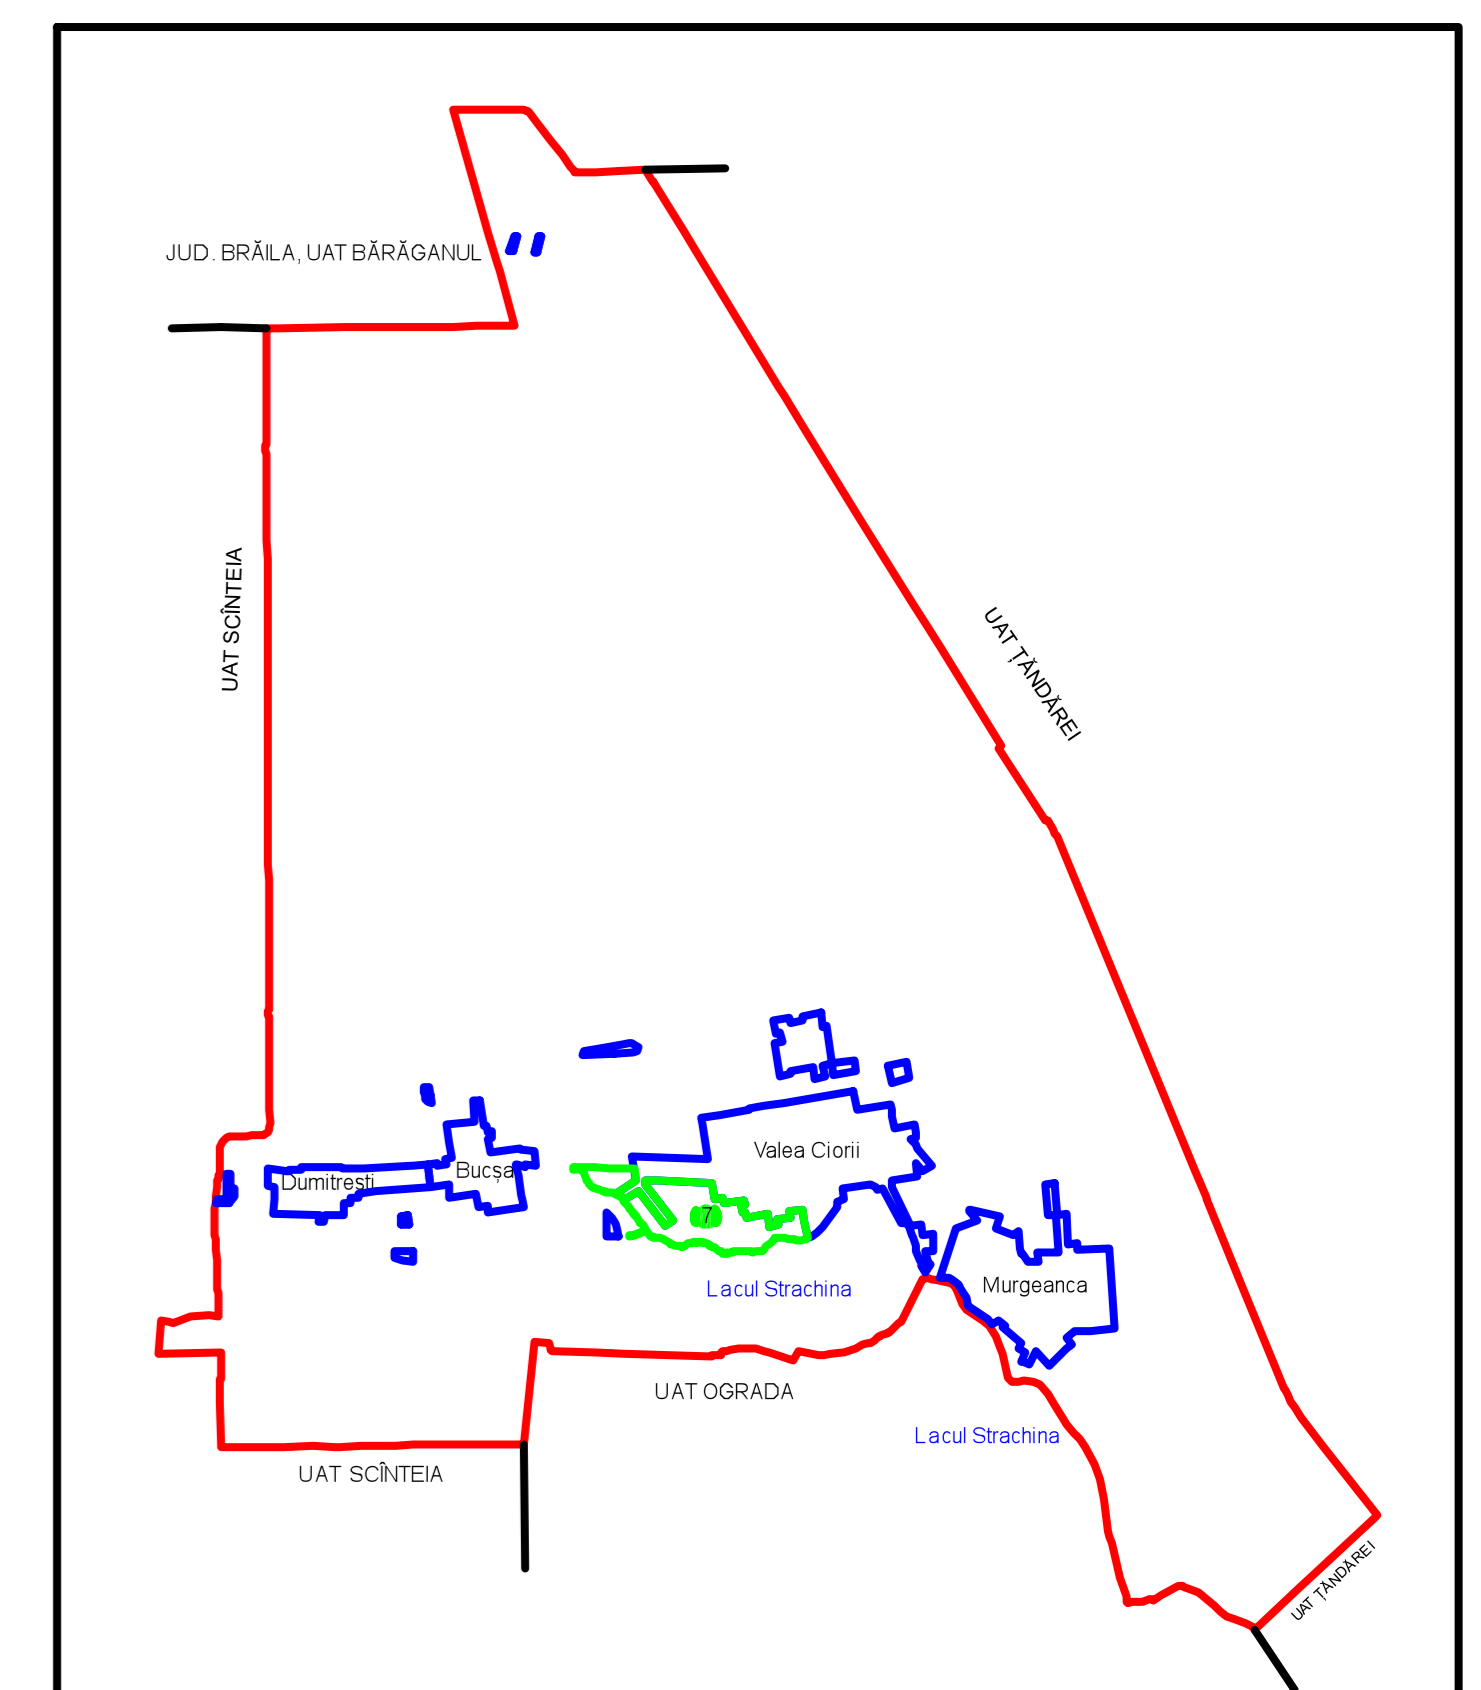 JUD. BRĂILA, UAT BĂRĂGANUL
UAT SCÎNTEIA
UAT ȚĂNDĂREI
Valea Ciorii
Bucșa
Dumitrești
7
Murgeanca
Lacul Strachina
UAT OGRADA
Lacul Strachina
UAT SCÎNTEIA
UAT ȚĂNDĂREI